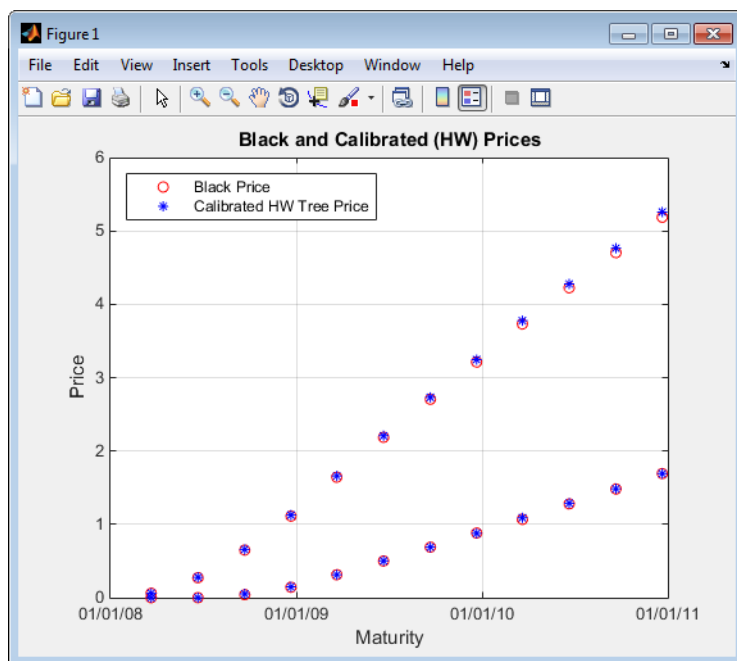 Figure 1
File Edit View Insert Tools Desktop Window Help
Black and Calibrated (HW) Prices
Black Price
Calibrated HW Tree Price
6
5
4
3
2
1
0
Price
01/01/08 01/01/09 01/01/10 01/01/11
Maturity